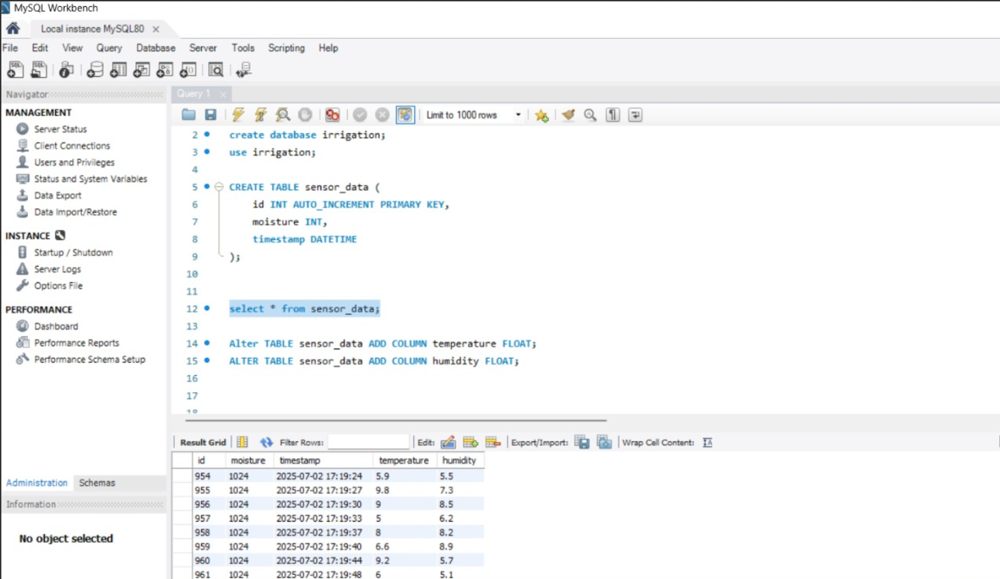 MySQL Workbench
Local instance MySQL80 ×
File Edit View Query Database Server Tools Scripting Help
Navigator
MANAGEMENT
Server Status
Client Connections
Users and Privileges
Status and System Variables
Data Export
Data Import/Restore
INSTANCE
Startup / Shutdown
Server Logs
Options File
PERFORMANCE
Dashboard
Performance Reports
Performance Schema Setup
Administration Schemas
Information
No object selected
Query 1 ×
Limit to 1000 rows
2 create database irrigation;
3 use irrigation;
4
5 CREATE TABLE sensor_data (
6 id INT AUTO_INCREMENT PRIMARY KEY,
7 moisture INT,
8 timestamp DATETIME
9 );
10
11
12 select * from sensor_data;
13
14 Alter TABLE sensor_data ADD COLUMN temperature FLOAT;
15 ALTER TABLE sensor_data ADD COLUMN humidity FLOAT;
16
17
18
Result Grid Filter Rows: Edit: Export/Import: Wrap Cell Content:
id moisture timestamp temperature humidity
954 1024 2025-07-02 17:19:24 5.9 5.5
955 1024 2025-07-02 17:19:27 9.8 7.3
956 1024 2025-07-02 17:19:30 9 8.5
957 1024 2025-07-02 17:19:33 5 6.2
958 1024 2025-07-02 17:19:37 8 8.2
959 1024 2025-07-02 17:19:40 6.6 8.9
960 1024 2025-07-02 17:19:44 9.2 5.7
961 1024 2025-07-02 17:19:48 6 5.1